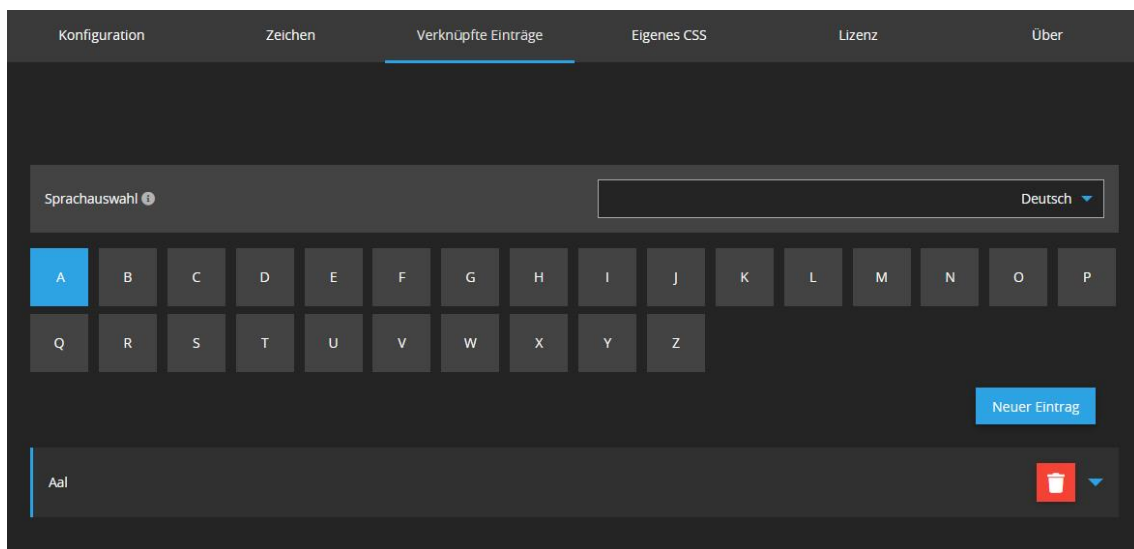 Konfiguration Zeichen Verknüpfte Einträge Eigenes CSS Lizenz Über
Sprachauswahl Deutsch
A B C D E F G H I J K L M N O P
Q R S T U V W X Y Z
Neuer Eintrag
Aal